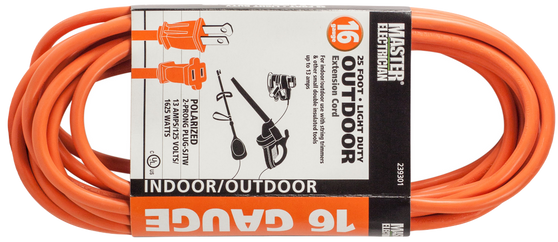 MASTER
ELECTRICIAN
16
Gauge
25 FOOT • LIGHT DUTY
OUTDOOR
Extension Cord
For indoor/outdoor use with string trimmers
& other small double insulated tools
up to 13 amps
239301
POLARIZED
2-PRONG PLUG-SJTW
13 AMPS/125 VOLTS/
1625 WATTS
C UL US
INDOOR/OUTDOOR
16 GAUGE